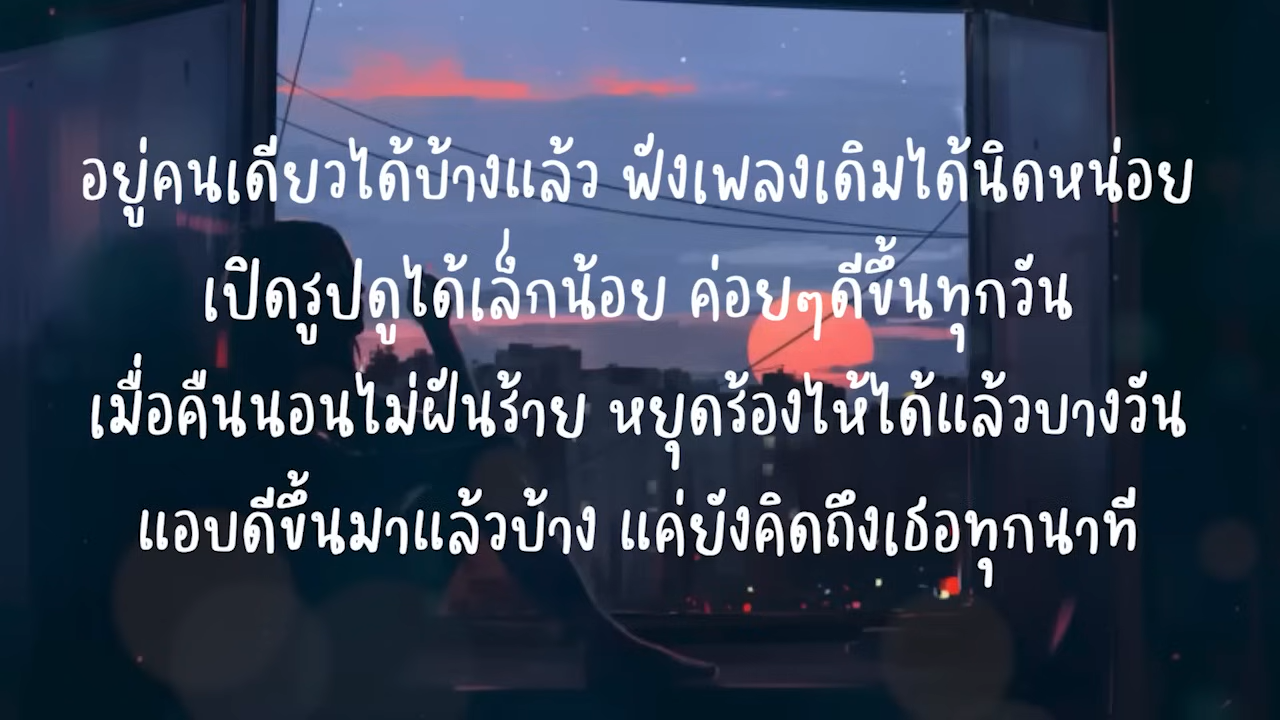 อยู่คนเดียวได้บ้างแล้ว ฟังเพลงเดิมได้นิดหน่อย
เปิดรูปดูได้เล็กน้อย ค่อยๆดีขึ้นทุกวัน
เมื่อคืนนอนไม่ฝันร้าย หยุดร้องไห้ได้แล้วบางวัน
แอบดีขึ้นมาแล้วบ้าง แค่ยังคิดถึงเธอทุกนาที